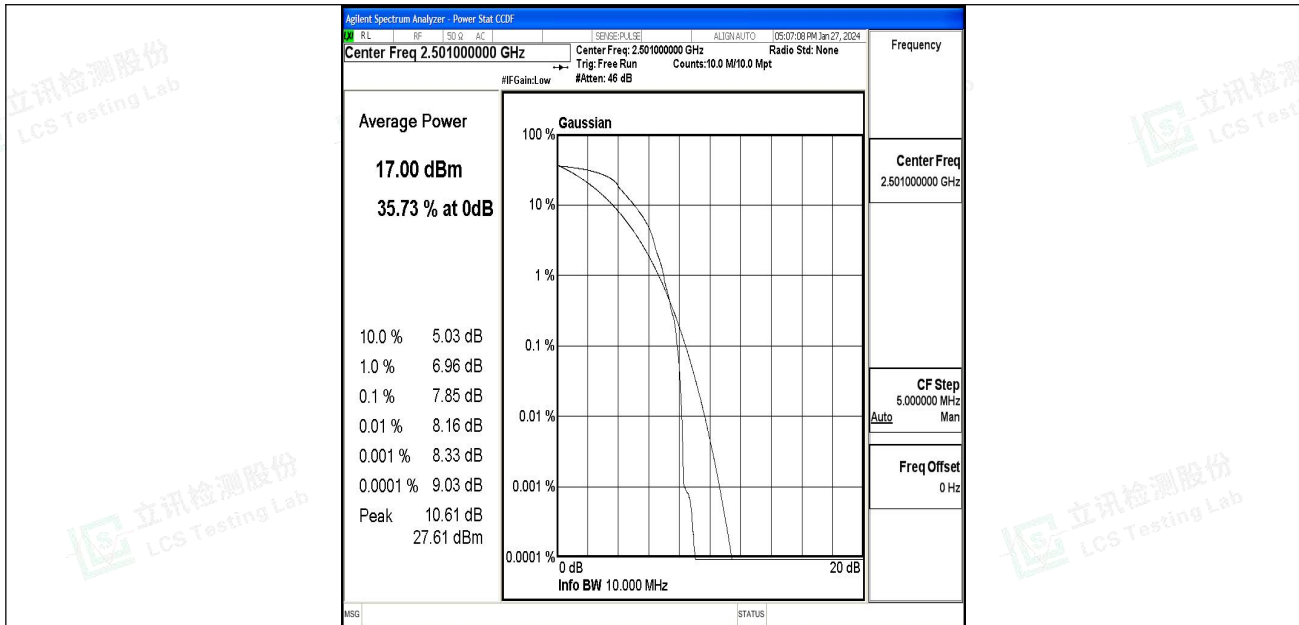 Agilent Spectrum Analyzer - Power Stat CCDF
LXI RL RF 50 Ω AC SENSE:PULSE ALIGN AUTO 05:07:08 PM Jan 27, 2024
Center Freq 2.501000000 GHz
Center Freq: 2.501000000 GHz Radio Std: None
Trig: Free Run Counts:10.0 M/10.0 Mpt
#IFGain:Low #Atten: 46 dB
Frequency
Average Power
17.00 dBm
35.73 % at 0dB
10.0 % 5.03 dB
1.0 % 6.96 dB
0.1 % 7.85 dB
0.01 % 8.16 dB
0.001 % 8.33 dB
0.0001 % 9.03 dB
Peak 10.61 dB
27.61 dBm
Gaussian
100 %
10 %
1 %
0.1 %
0.01 %
0.001 %
0.0001 %
0 dB 20 dB
Info BW 10.000 MHz
Center Freq
2.501000000 GHz
CF Step
5.000000 MHz
Auto Man
Freq Offset
0 Hz
MSG STATUS
立讯检测股份
LCS Testing Lab
立讯检测
LCS Test
立讯检测股份
LCS Testing Lab
立讯检测股份
LCS Testing Lab